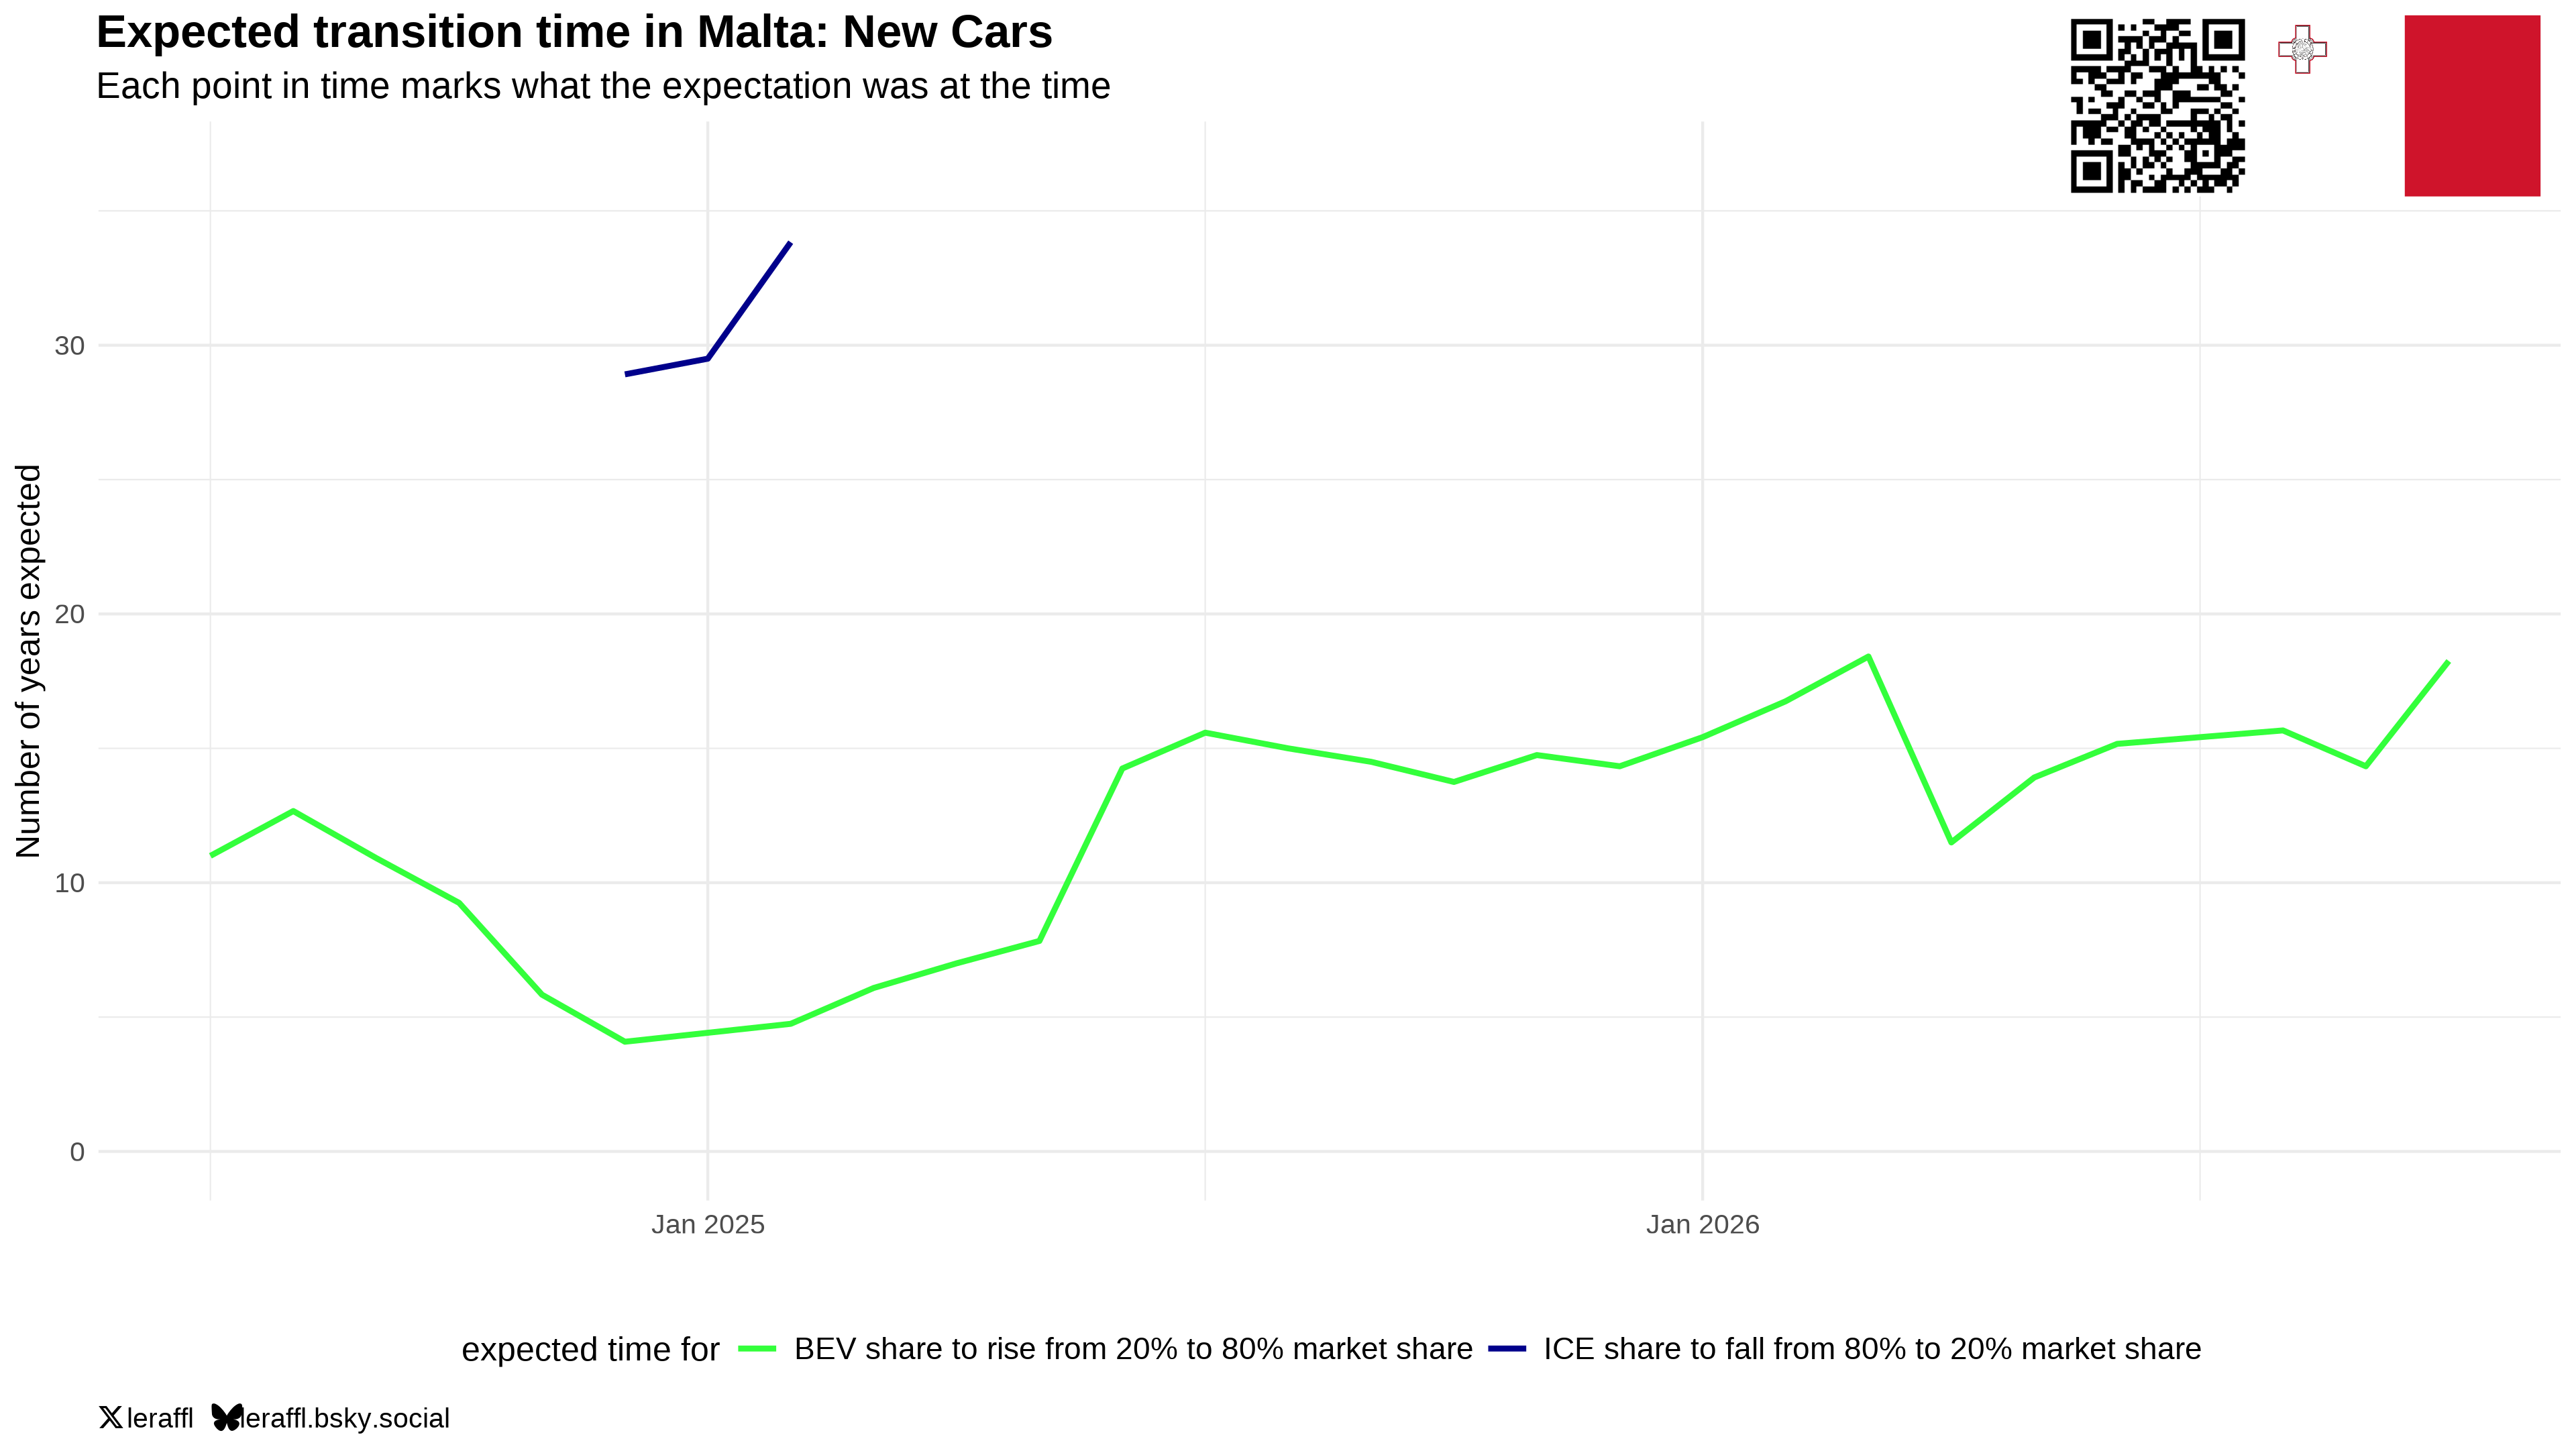 Expected transition time in Malta: New Cars
Each point in time marks what the expectation was at the time
Number of years expected
30
20
10
0
Jan 2025
Jan 2026
expected time for
BEV share to rise from 20% to 80% market share
ICE share to fall from 80% to 20% market share
leraffl
leraffl.bsky.social